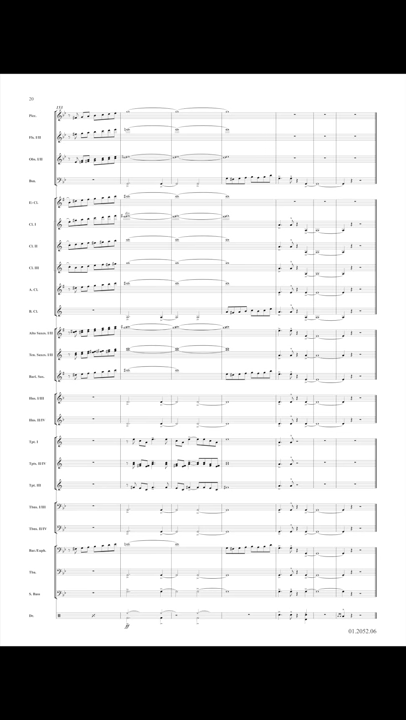 20
Picc.
Fls. I-II
Obs. I-II
Bsn.
E♭ Cl.
Cl. I
Cl. II
Cl. III
A. Cl.
B. Cl.
Alto Saxes. I-II
Ten. Saxes. I-II
Bari. Sax.
Hns. I-III
Hns. II-IV
Tpt. I
Tpts. II-IV
Tpt. III
Tbns. I-III
Tbns. II-IV
Bari/Euph.
Tba.
S. Bass
Dr.
ff
01.2052.06